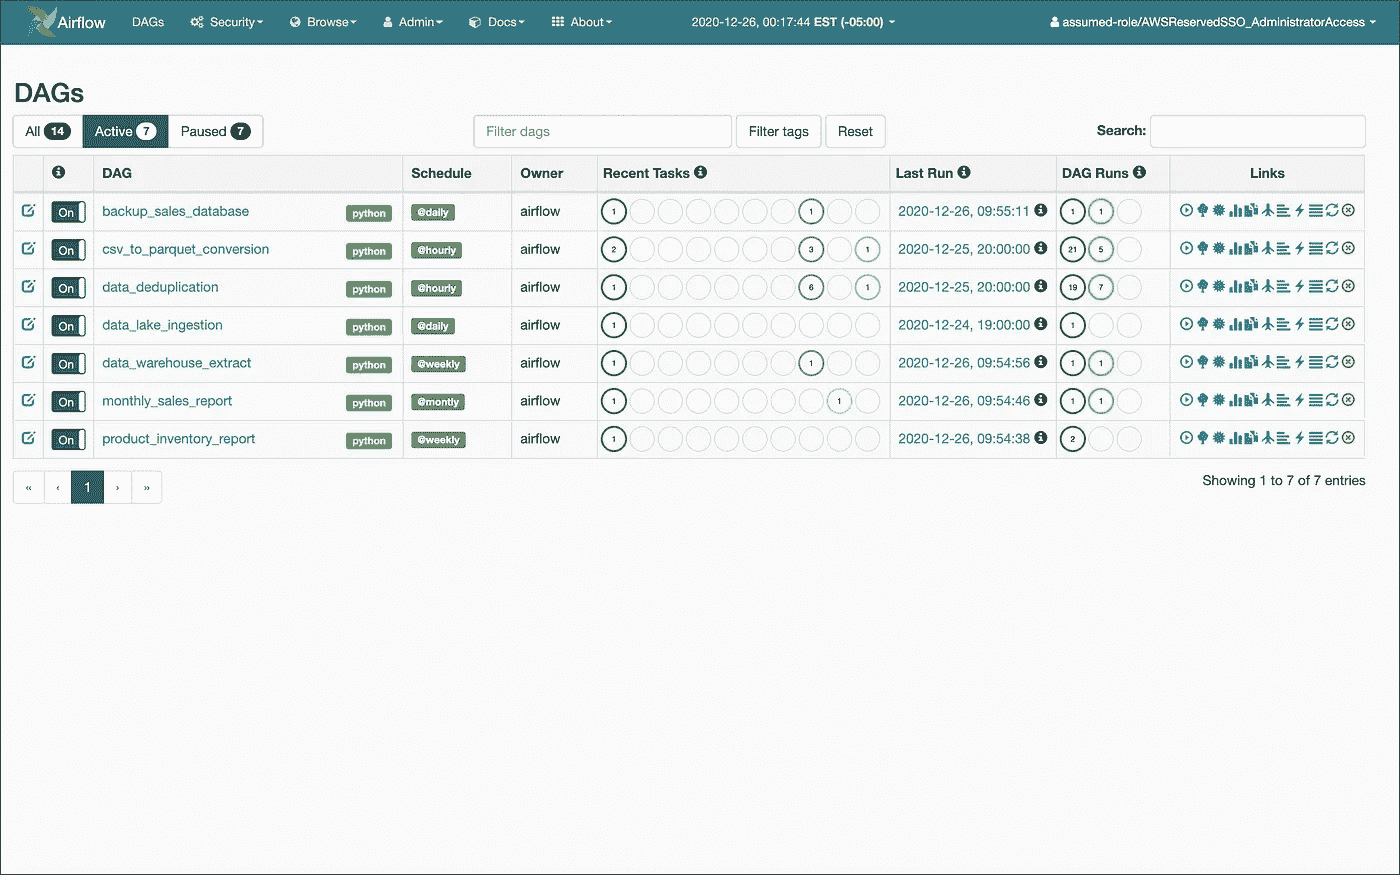 Airflow DAGs Security Browse Admin Docs About 2020-12-26, 00:17:44 EST (-05:00) assumed-role/AWSReservedSSO_AdministratorAccess
DAGs
All 14 Active 7 Paused 7 Filter dags Filter tags Reset Search:
DAG Schedule Owner Recent Tasks Last Run DAG Runs Links
On backup_sales_database python @daily airflow 1 1 2020-12-26, 09:55:11 1 1
On csv_to_parquet_conversion python @hourly airflow 2 3 1 2020-12-25, 20:00:00 21 5
On data_deduplication python @hourly airflow 1 6 1 2020-12-25, 20:00:00 19 7
On data_lake_ingestion python @daily airflow 1 2020-12-24, 19:00:00 1
On data_warehouse_extract python @weekly airflow 1 1 2020-12-26, 09:54:56 1 1
On monthly_sales_report python @montly airflow 1 1 2020-12-26, 09:54:46 1 1
On product_inventory_report python @weekly airflow 1 2020-12-26, 09:54:38 2
« ‹ 1 › » Showing 1 to 7 of 7 entries